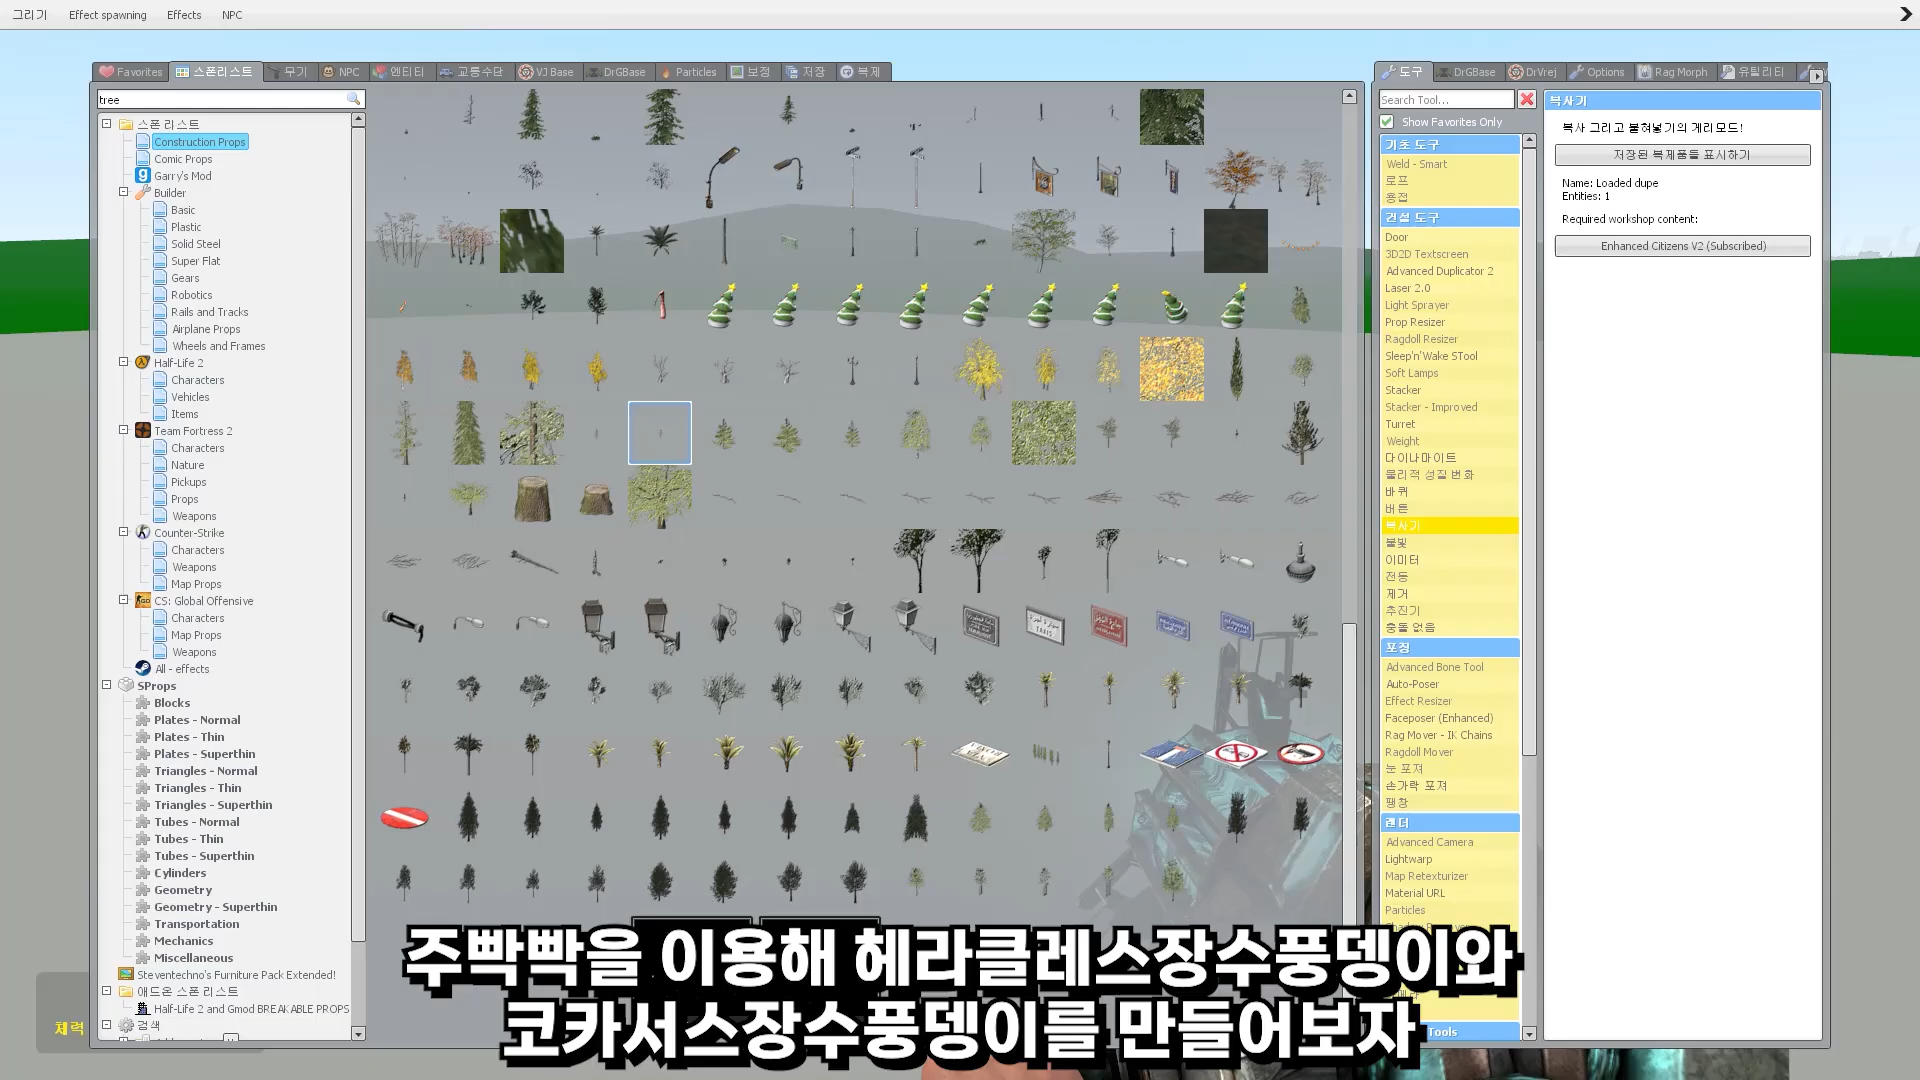 그리기 Effect spawning Effects NPC
Favorites 스폰리스트 무기 NPC 엔티티 교통수단 VJ Base DrGBase Particles 보정 저장 복제
tree
스폰리스트
Construction Props
Comic Props
Garry's Mod
Builder
Basic
Plastic
Solid Steel
Super Flat
Gears
Robotics
Rails and Tracks
Airplane Props
Wheels and Frames
Half-Life 2
Characters
Vehicles
Items
Team Fortress 2
Characters
Nature
Pickups
Props
Weapons
Counter-Strike
Characters
Weapons
Map Props
CS: Global Offensive
Characters
Map Props
Weapons
All - effects
SProps
Blocks
Plates - Normal
Plates - Thin
Plates - Superthin
Triangles - Normal
Triangles - Thin
Triangles - Superthin
Tubes - Normal
Tubes - Thin
Tubes - Superthin
Cylinders
Geometry
Geometry - Superthin
Transportation
Mechanics
Miscellaneous
Steventechno's Furniture Pack Extended!
애드온 스폰리스트
Half-Life 2 and Gmod BREAKABLE PROPS
검색
체력
도구 DrGBase DrVrej Options Rag Morph 유틸리티
Search Tool...
Show Favorites Only
기초 도구
Weld - Smart
로프
용접
건설 도구
Door
3D2D Textscreen
Advanced Duplicator 2
Laser 2.0
Light Sprayer
Prop Resizer
Ragdoll Resizer
Sleep'n'Wake STool
Soft Lamps
Stacker
Stacker - Improved
Turret
Weight
다이나마이트
물리적 성질 변화
바퀴
버튼
복사기
불빛
이미터
전등
제거
추진기
충돌 없음
포징
Advanced Bone Tool
Auto-Poser
Effect Resizer
Faceposer (Enhanced)
Rag Mover - IK Chains
Ragdoll Mover
눈 포져
손가락 포져
팽창
렌더
Advanced Camera
Lightwarp
Map Retexturizer
Material URL
Particles
Tools
복사기
복사 그리고 붙혀넣기의 게리모드!
저장된 복제품들 표시하기
Name: Loaded dupe
Entities: 1
Required workshop content:
Enhanced Citizens V2 (Subscribed)
주빡빡을 이용해 헤라클레스장수풍뎅이와
코카서스장수풍뎅이를 만들어보자